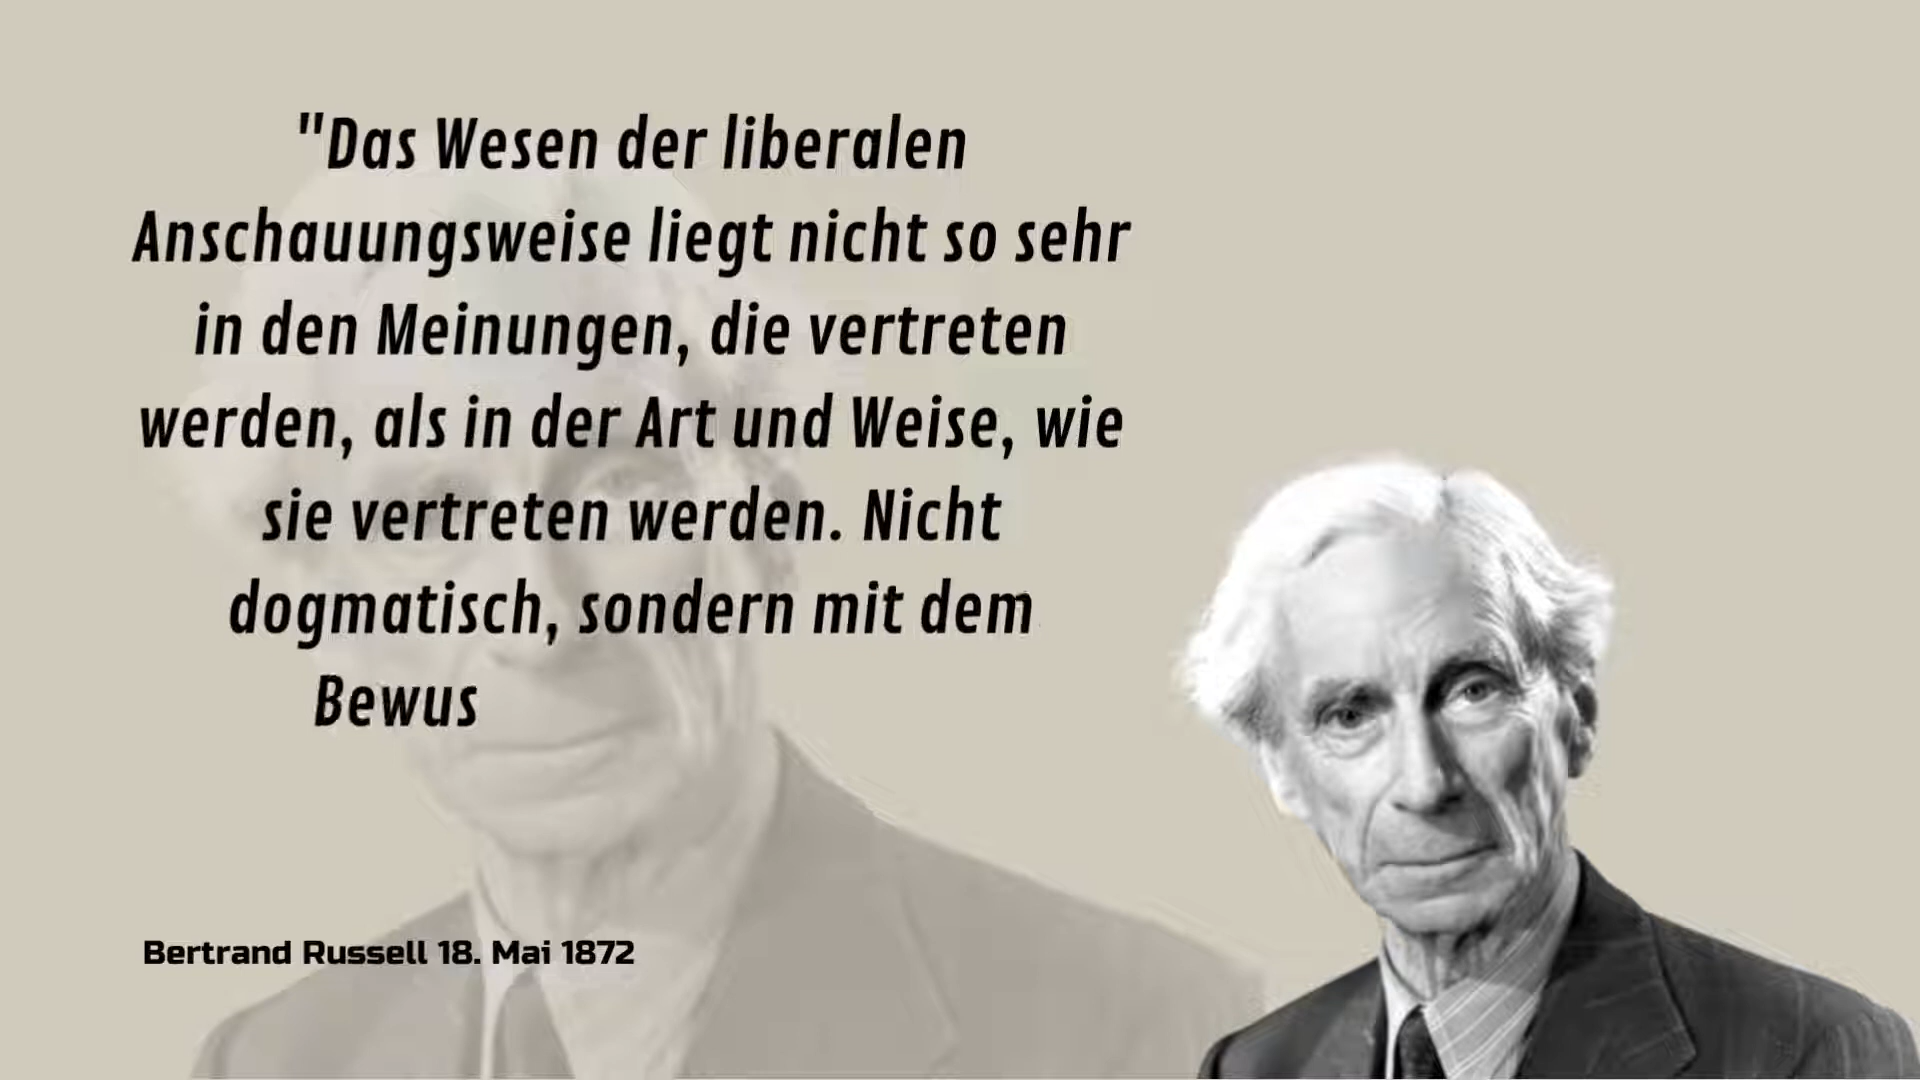 "Das Wesen der liberalen
Anschauungsweise liegt nicht so sehr
in den Meinungen, die vertreten
werden, als in der Art und Weise, wie
sie vertreten werden. Nicht
dogmatisch, sondern mit dem
Bewus
Bertrand Russell 18. Mai 1872